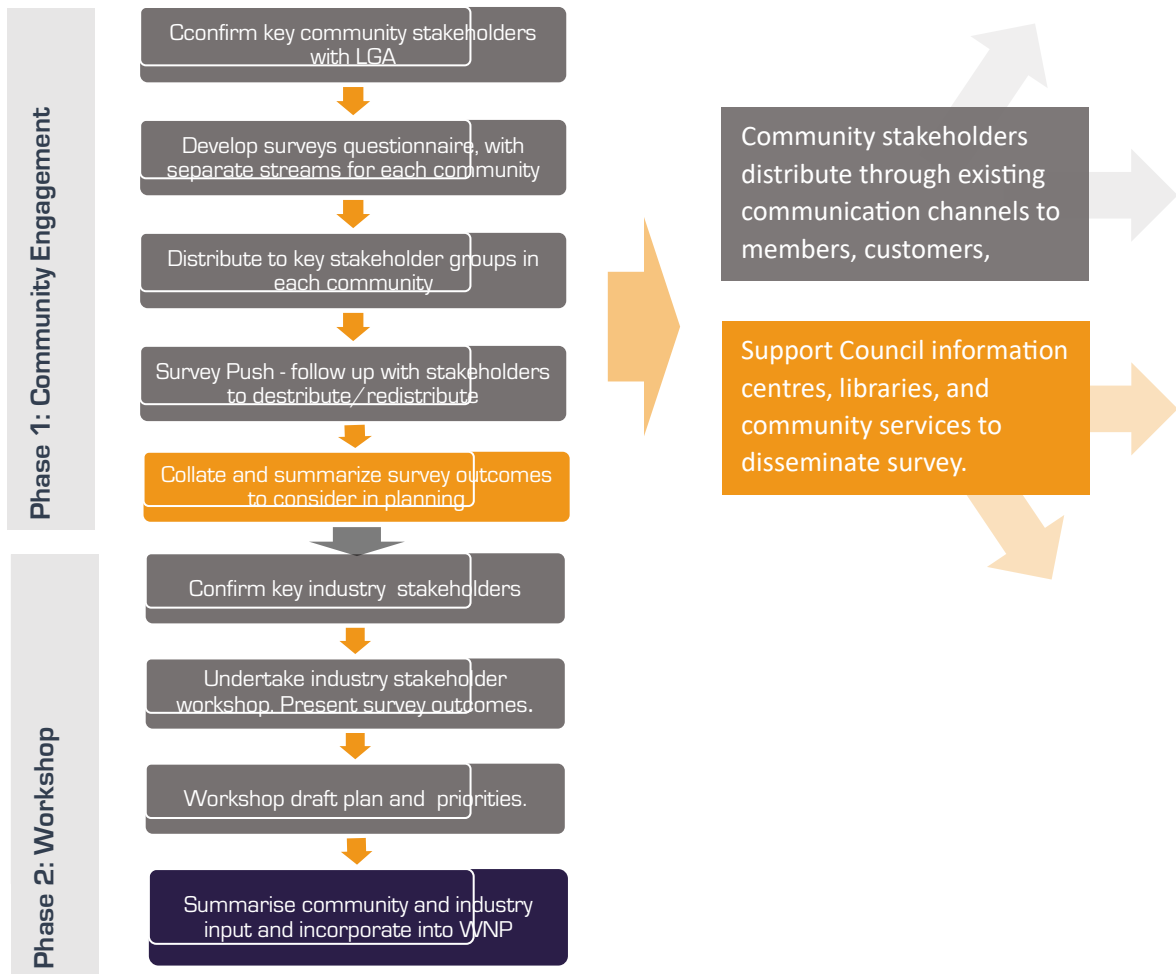 Phase 1: Community Engagement
Cconfirm key community stakeholders
with LGA
Develop surveys questionnaire, with
separate streams for each community
Distribute to key stakeholder groups in
each community
Survey Push - follow up with stakeholders
to destribute/redistribute
Collate and summarize survey outcomes
to consider in planning
Community stakeholders
distribute through existing
communication channels to
members, customers,
Support Council information
centres, libraries, and
community services to
disseminate survey.
Phase 2: Workshop
Confirm key industry stakeholders
Undertake industry stakeholder
workshop. Present survey outcomes.
Workshop draft plan and priorities.
Summarise community and industry
input and incorporate into WNP